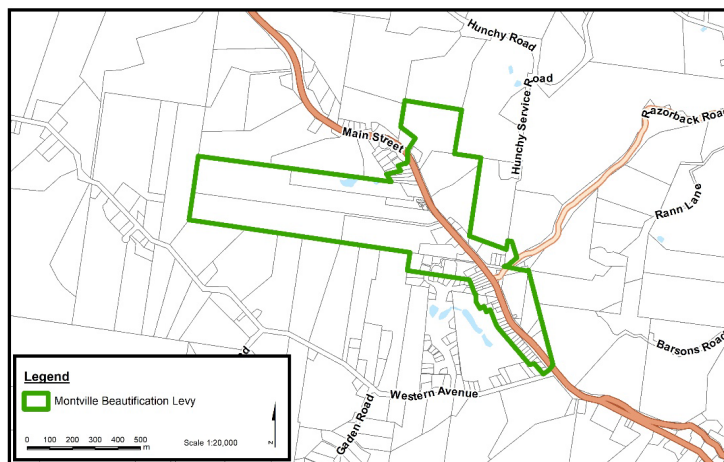 Hunchy Road
Hunchy Service Road
Razorback Road
Main Street
Rann Lane
Barsons Road
Western Avenue
Gaden Road
Legend
Montville Beautification Levy
0 100 200 300 400 500
m
Scale 1:20,000
N